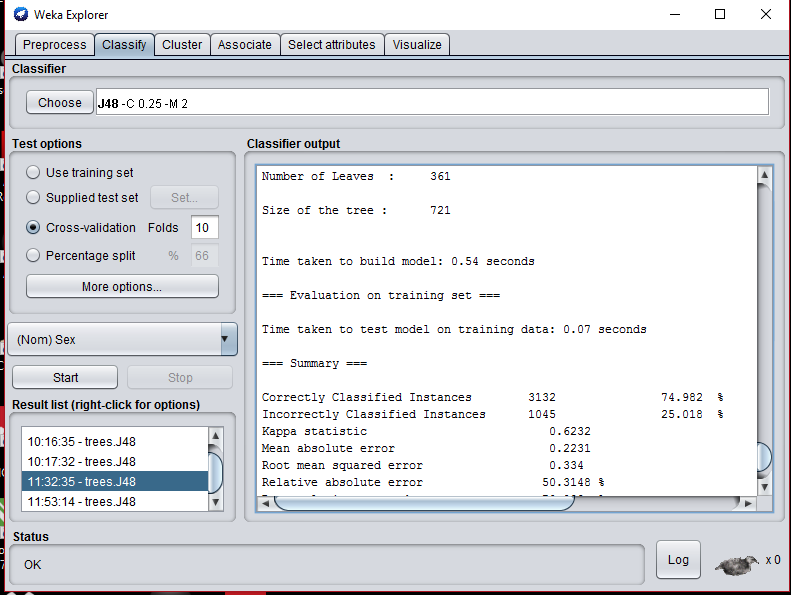 Weka Explorer
Preprocess Classify Cluster Associate Select attributes Visualize
Classifier
Choose J48 -C 0.25 -M 2
Test options
Use training set
Supplied test set Set...
Cross-validation Folds 10
Percentage split % 66
More options...
(Nom) Sex
Start Stop
Result list (right-click for options)
10:16:35 - trees.J48
10:17:32 - trees.J48
11:32:35 - trees.J48
11:53:14 - trees.J48
Classifier output
Number of Leaves : 361
Size of the tree : 721
Time taken to build model: 0.54 seconds
=== Evaluation on training set ===
Time taken to test model on training data: 0.07 seconds
=== Summary ===
Correctly Classified Instances 3132 74.982 %
Incorrectly Classified Instances 1045 25.018 %
Kappa statistic 0.6232
Mean absolute error 0.2231
Root mean squared error 0.334
Relative absolute error 50.3148 %
Status
OK
Log x 0